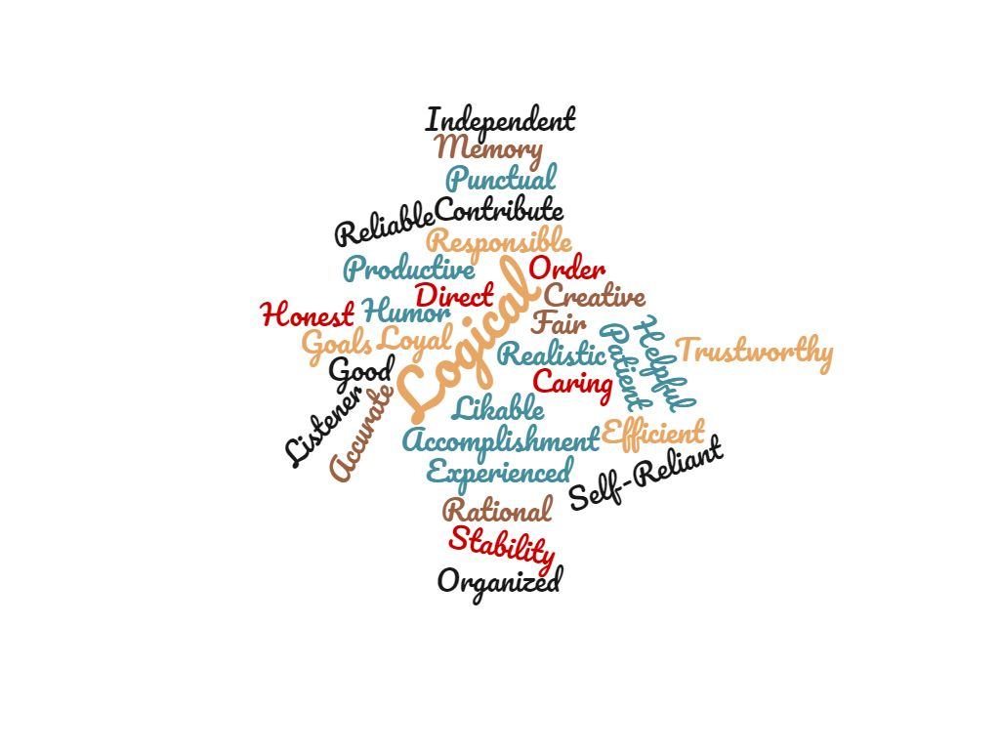 Independent
Memory
Punctual
Contribute
Reliable
Responsible
Productive
Order
Direct
Creative
Honest
Humor
Fair
Logical
Goals
Loyal
Realistic
Patient
Helpful
Trustworthy
Good
Caring
Listener
Accurate
Likable
Accomplishment
Efficient
Experienced
Self-Reliant
Rational
Stability
Organized